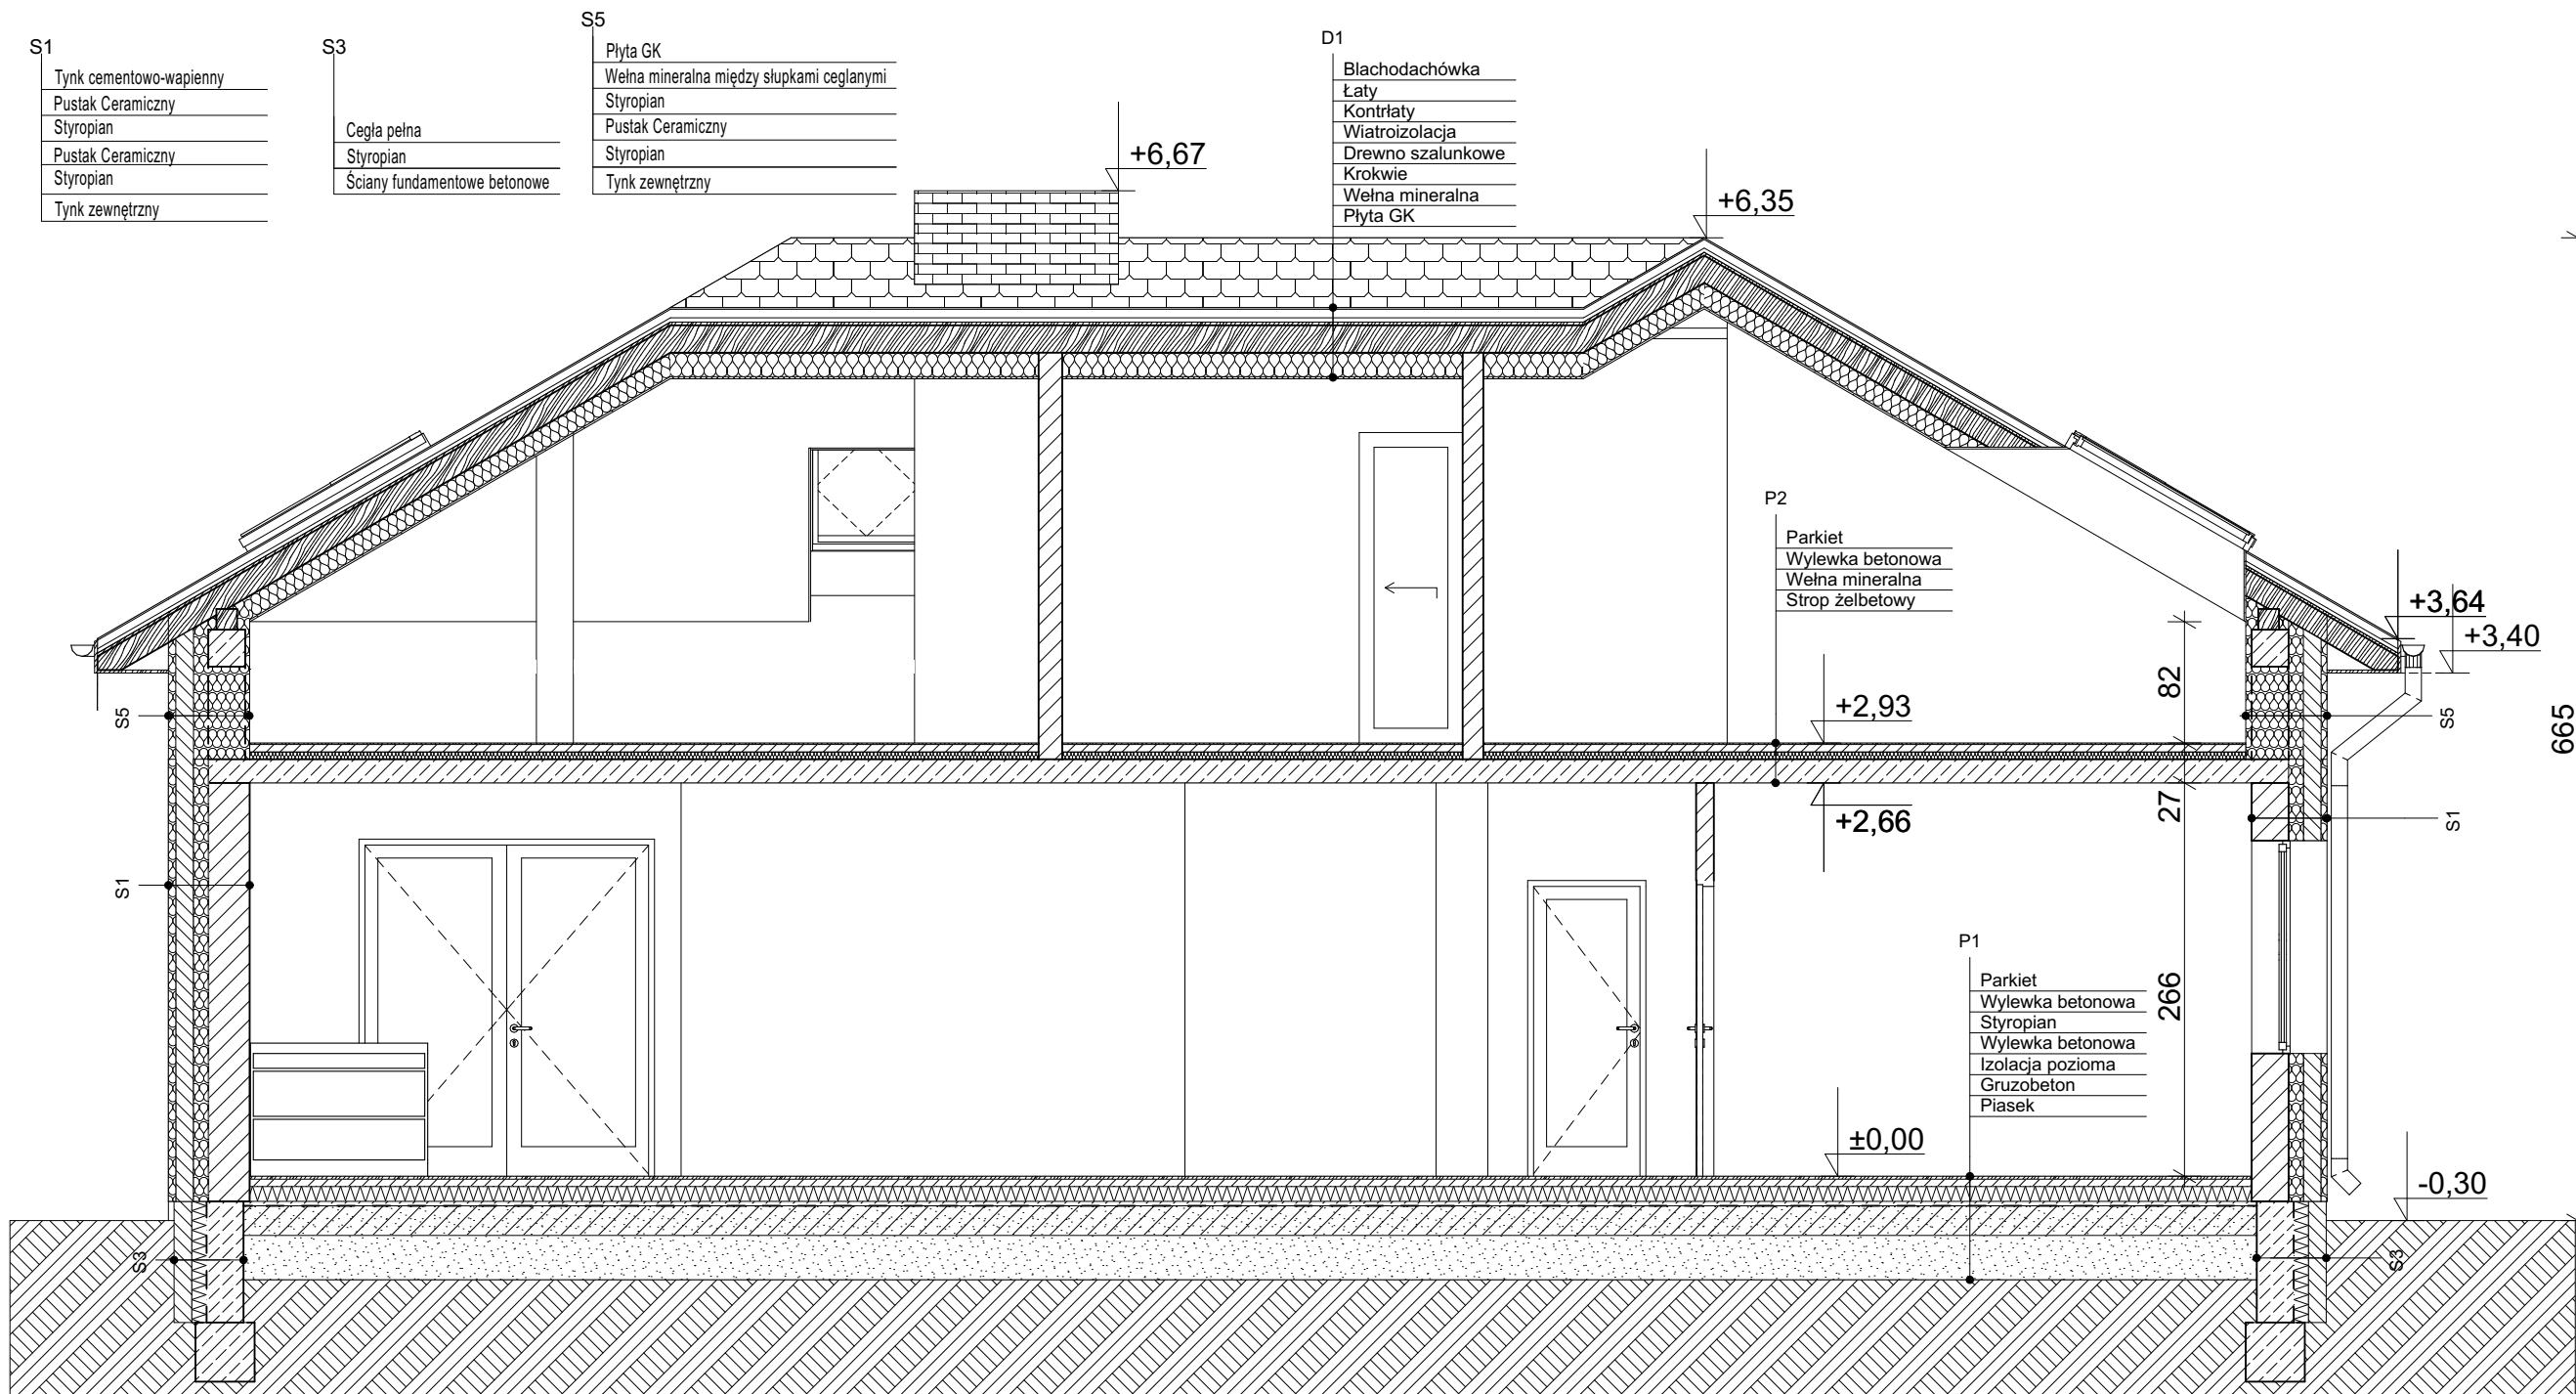 S1
Tynk cementowo-wapienny
Pustak Ceramiczny
Styropian
Pustak Ceramiczny
Styropian
Tynk zewnętrzny
S3
Cegła pełna
Styropian
Ściany fundamentowe betonowe
S5
Płyta GK
Wełna mineralna między słupkami ceglanymi
Styropian
Pustak Ceramiczny
Styropian
Tynk zewnętrzny
D1
Blachodachówka
Łaty
Kontrłaty
Wiatroizolacja
Drewno szalunkowe
Krokwie
Wełna mineralna
Płyta GK
+6,67
+6,35
P2
Parkiet
Wylewka betonowa
Wełna mineralna
Strop żelbetowy
+3,64
+3,40
82
665
S5
+2,93
S5
27
+2,66
S1
S1
P1
Parkiet
Wylewka betonowa
Styropian
Wylewka betonowa
Izolacja pozioma
Gruzobeton
Piasek
266
±0,00
-0,30
S3
S3